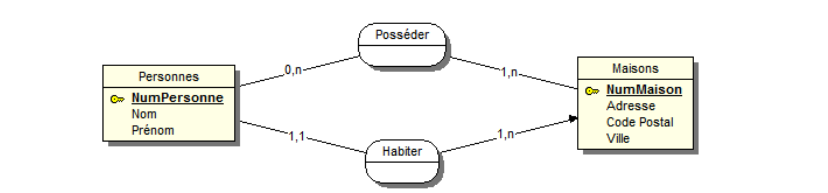 Posséder
0,n
1,n
Personnes
NumPersonne
Nom
Prénom
Maisons
NumMaison
Adresse
Code Postal
Ville
1,1
1,n
Habiter